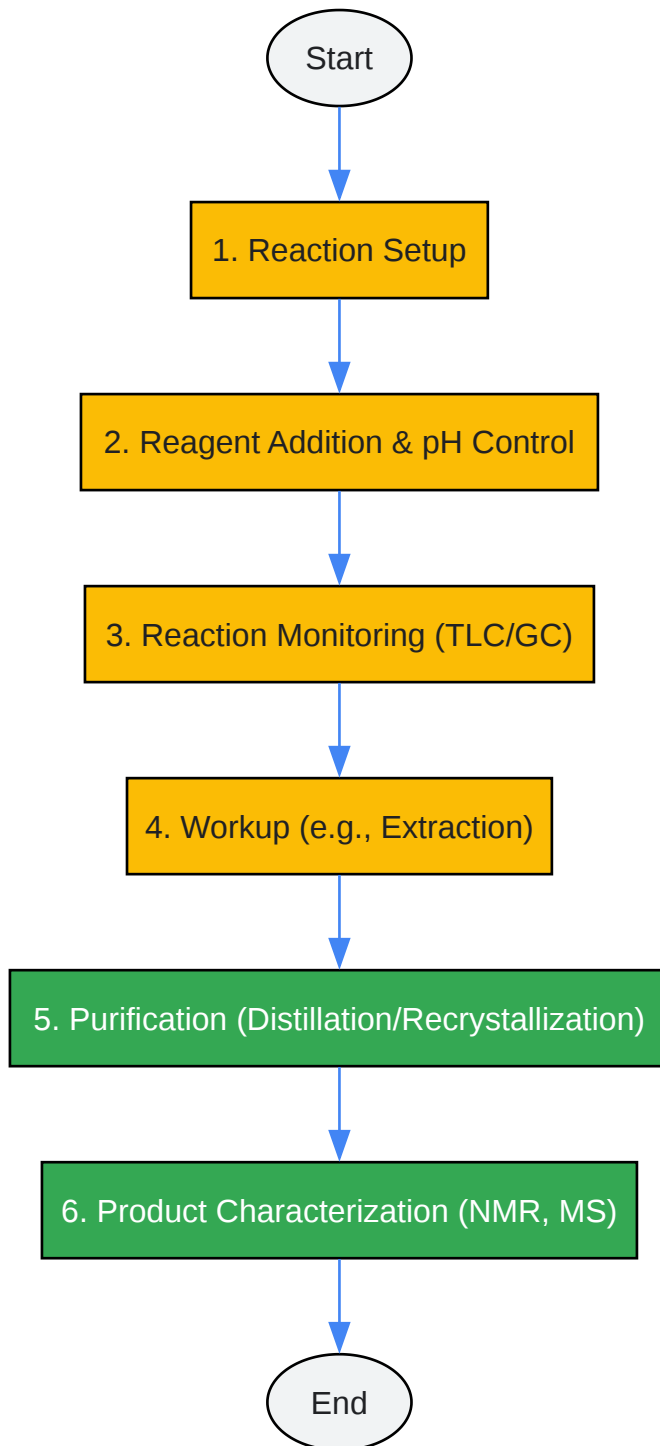 Start
1. Reaction Setup
2. Reagent Addition & pH Control
3. Reaction Monitoring (TLC/GC)
4. Workup (e.g., Extraction)
5. Purification (Distillation/Recrystallization)
6. Product Characterization (NMR, MS)
End